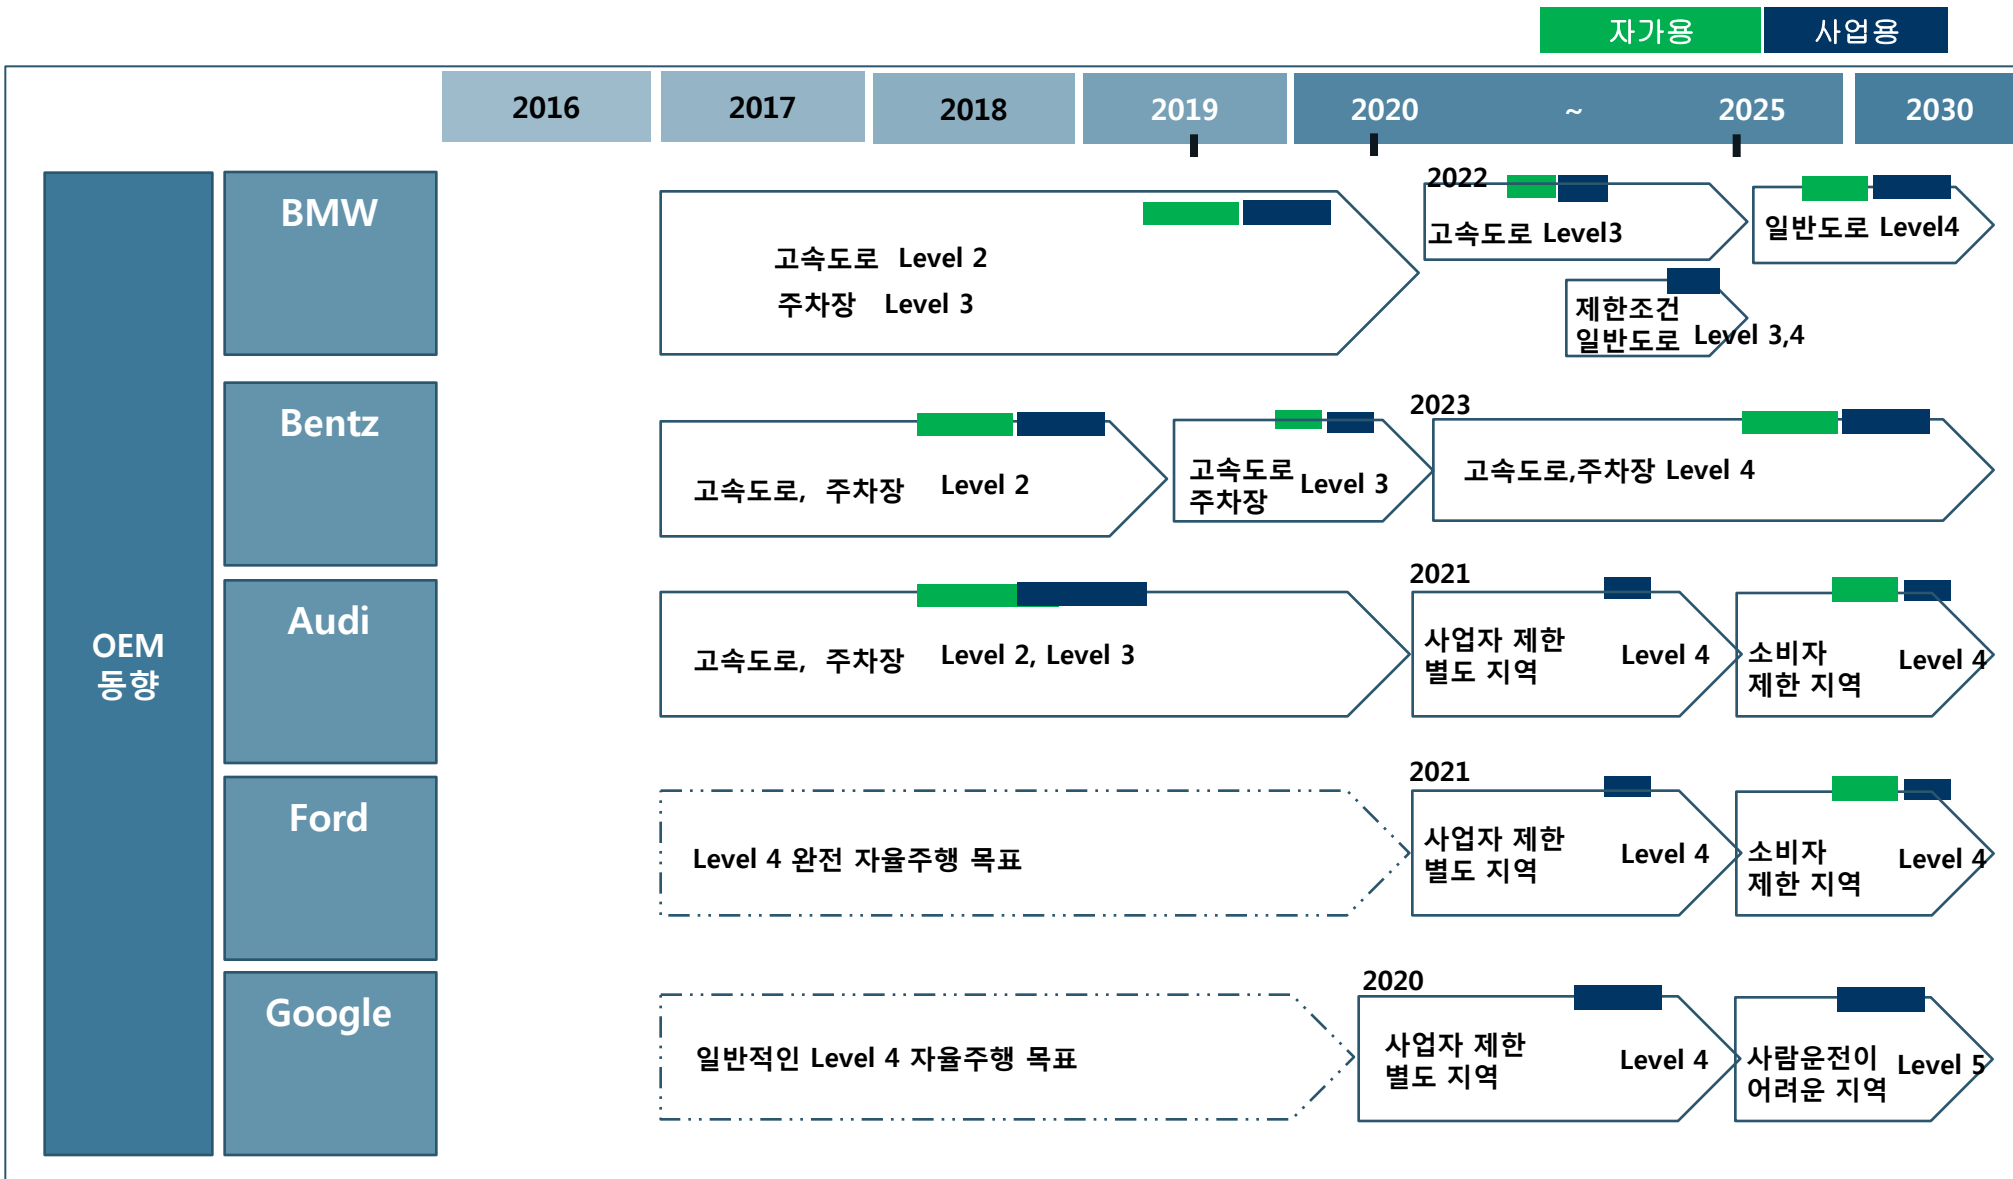 자가용 사업용
2016 2017 2018 2019 2020 ~ 2025 2030
OEM
동향
BMW
고속도로 Level 2
주차장 Level 3
2022
고속도로 Level3
일반도로 Level4
제한조건
일반도로 Level 3,4
Bentz
고속도로, 주차장 Level 2
고속도로
주차장
Level 3
2023
고속도로,주차장 Level 4
Audi
고속도로, 주차장 Level 2, Level 3
2021
사업자 제한
별도 지역
Level 4
소비자
제한 지역
Level 4
Ford
Level 4 완전 자율주행 목표
2021
사업자 제한
별도 지역
Level 4
소비자
제한 지역
Level 4
Google
일반적인 Level 4 자율주행 목표
2020
사업자 제한
별도 지역
Level 4
사람운전이
어려운 지역
Level 5